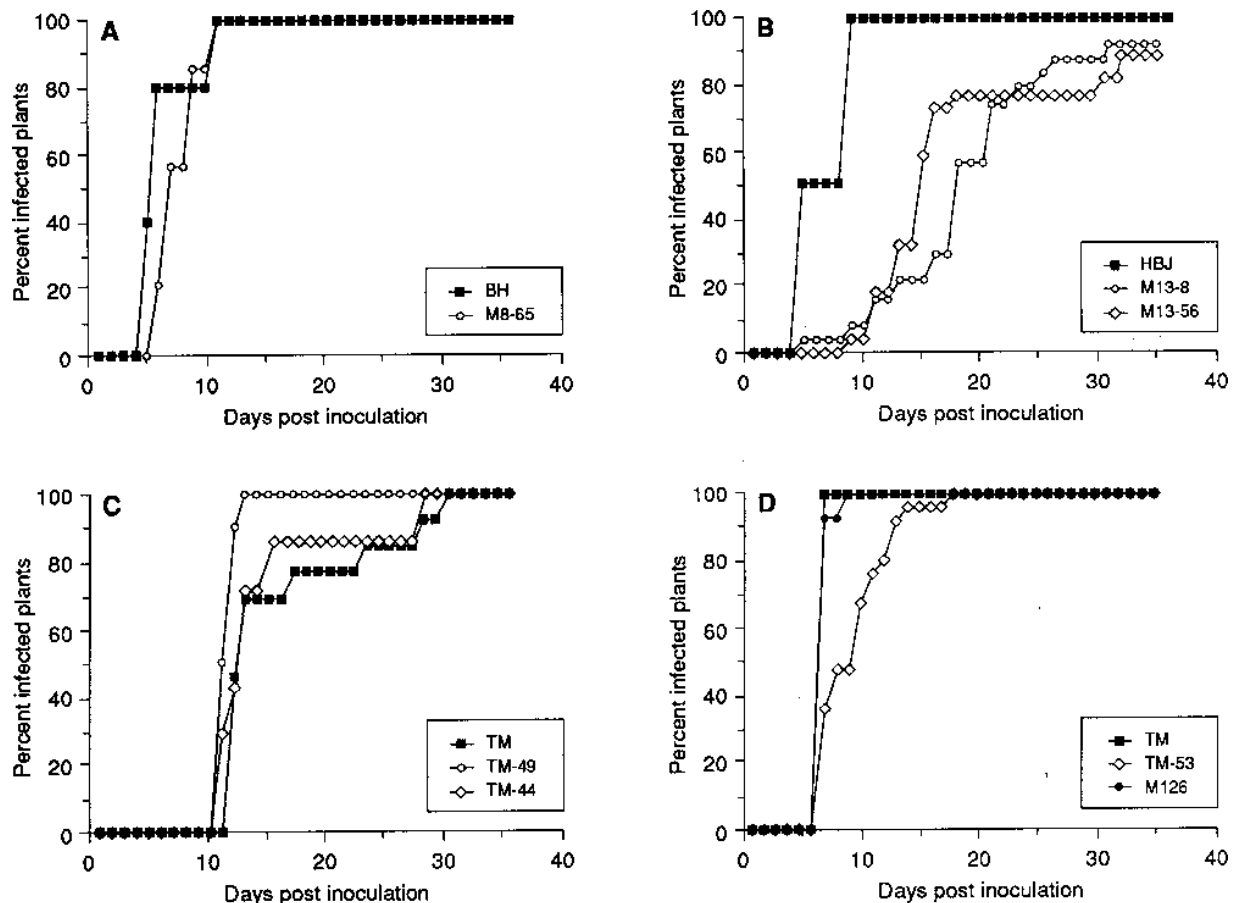 A
100
80
60
40
20
0
Percent infected plants
BH
M8-65
0
10
20
30
40
Days post inoculation
B
100
80
60
40
20
0
Percent infected plants
HBJ
M13-8
M13-56
0
10
20
30
40
Days post inoculation
C
100
80
60
40
20
0
Percent infected plants
TM
TM-49
TM-44
0
10
20
30
40
Days post inoculation
D
100
80
60
40
20
0
Percent infected plants
TM
TM-53
M126
0
10
20
30
40
Days post inoculation